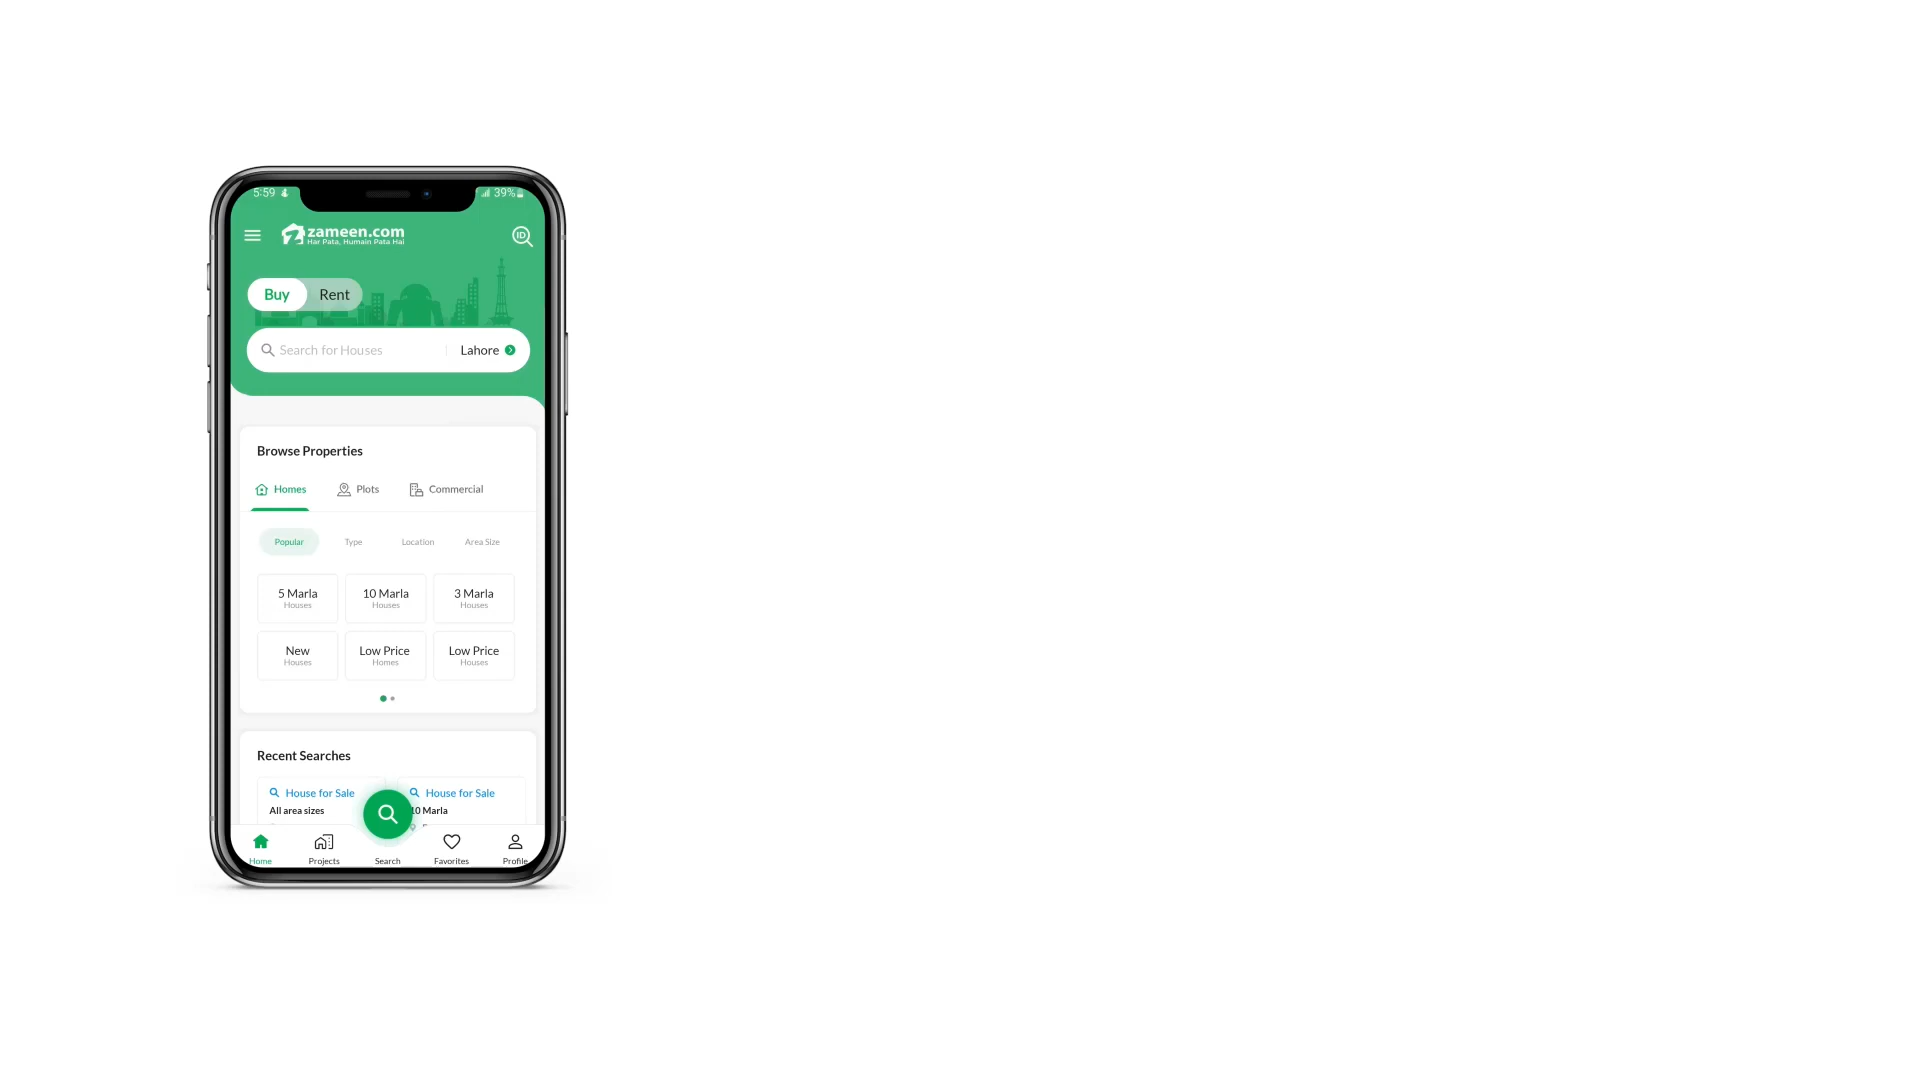 5:59
39%
zameen.com
Har Pata, Humain Pata Hai
ID
Buy
Rent
Search for Houses
Lahore
Browse Properties
Homes
Plots
Commercial
Popular
Type
Location
Area Size
5 Marla
Houses
10 Marla
Houses
3 Marla
Houses
New
Houses
Low Price
Homes
Low Price
Houses
Recent Searches
House for Sale
All area sizes
House for Sale
10 Marla
Home
Projects
Search
Favorites
Profile